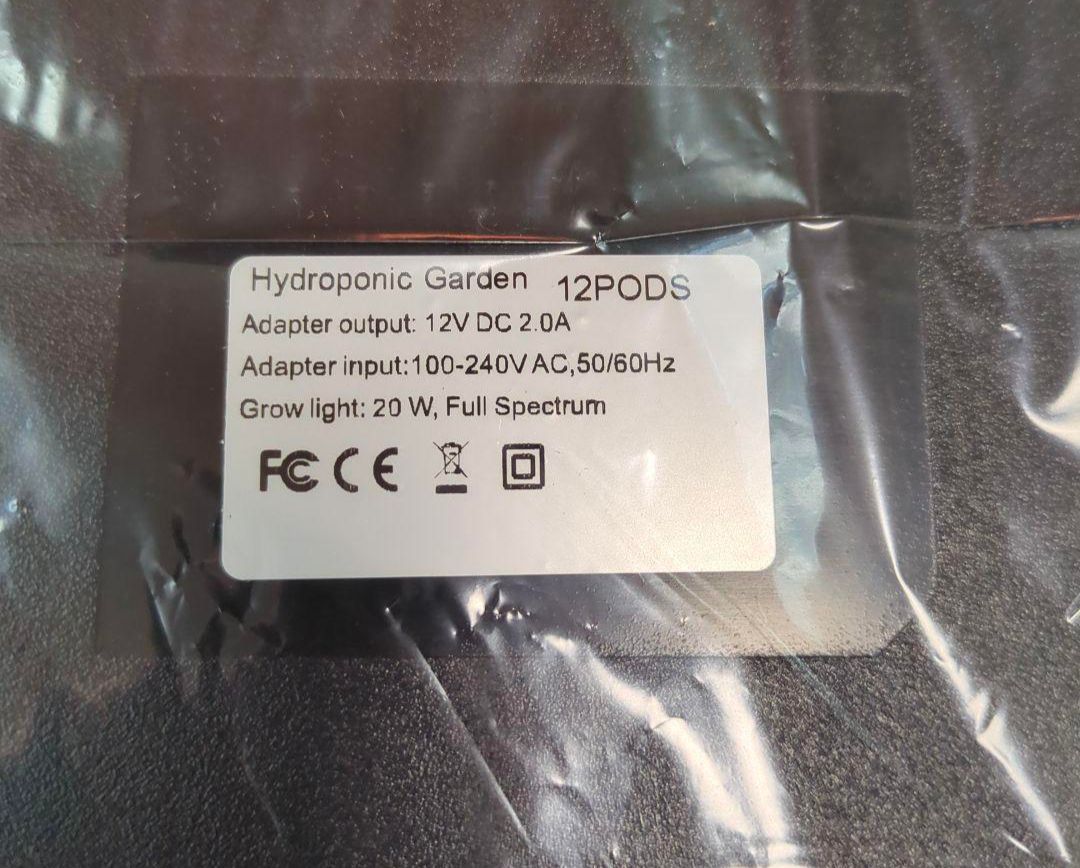 Hydroponic Garden 12PODS
Adapter output: 12V DC 2.0A
Adapter input:100-240V AC,50/60Hz
Grow light: 20 W, Full Spectrum
FC CE